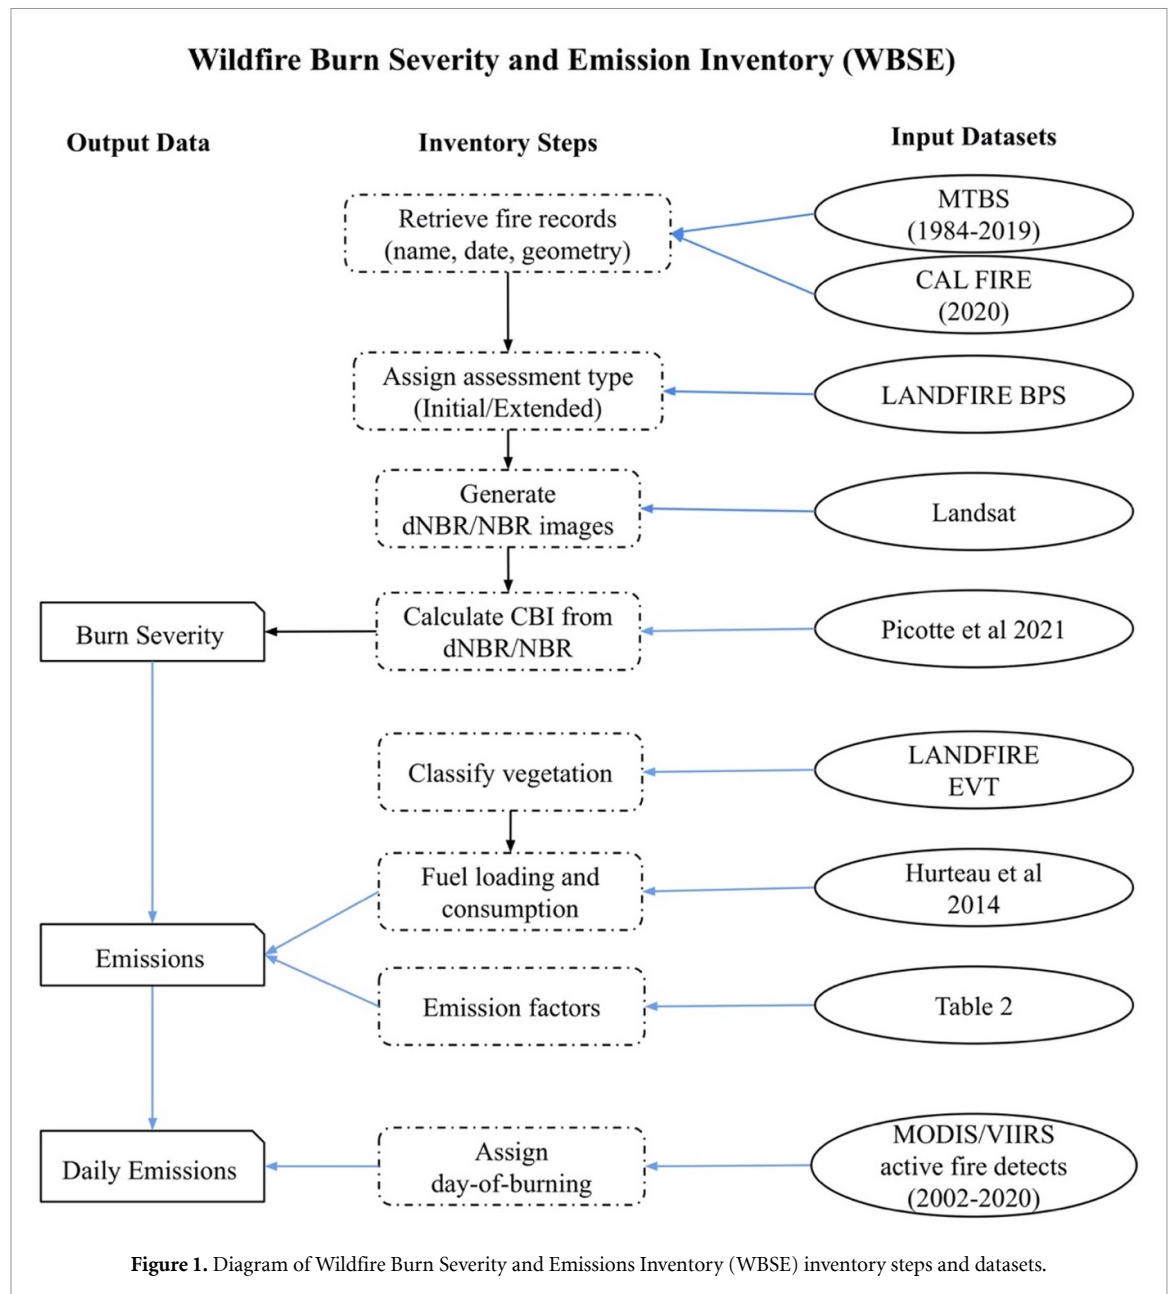 Wildfire Burn Severity and Emission Inventory (WBSE)
Output Data
Inventory Steps
Input Datasets
Retrieve fire records
(name, date, geometry)
MTBS
(1984-2019)
CAL FIRE
(2020)
Assign assessment type
(Initial/Extended)
LANDFIRE BPS
Generate
dNBR/NBR images
Landsat
Burn Severity
Calculate CBI from
dNBR/NBR
Picotte et al 2021
Classify vegetation
LANDFIRE
EVT
Fuel loading and
consumption
Hurteau et al
2014
Emissions
Emission factors
Table 2
Daily Emissions
Assign
day-of-burning
MODIS/VIIRS
active fire detects
(2002-2020)
Figure 1. Diagram of Wildfire Burn Severity and Emissions Inventory (WBSE) inventory steps and datasets.